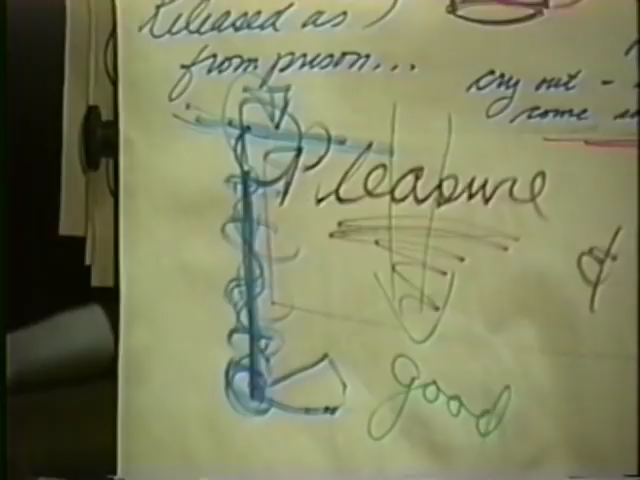 Released as
from prison...
cry out -
come
Pleasure
¢
good